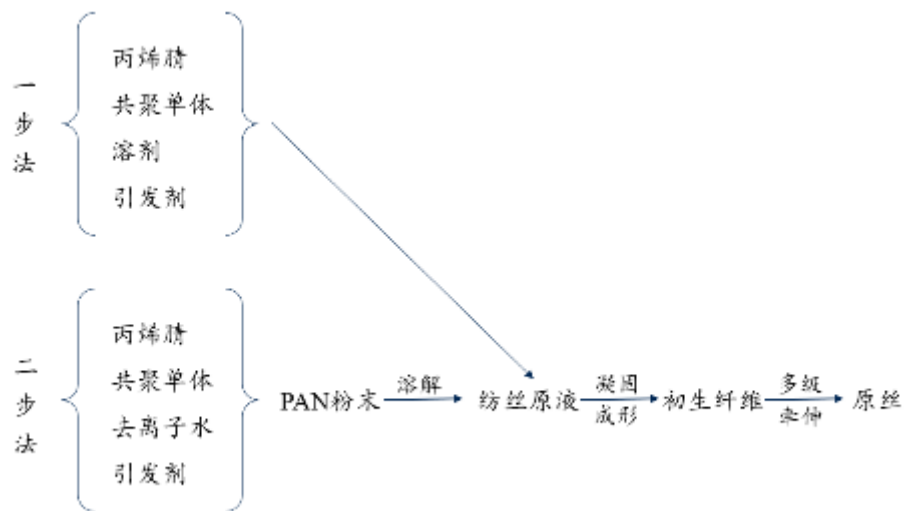 一步法
丙烯腈
共聚单体
溶剂
引发剂
二步法
丙烯腈
共聚单体
去离子水
引发剂
PAN粉末 溶解 纺丝原液 凝固 成形 初生纤维 多级 牵伸 原丝